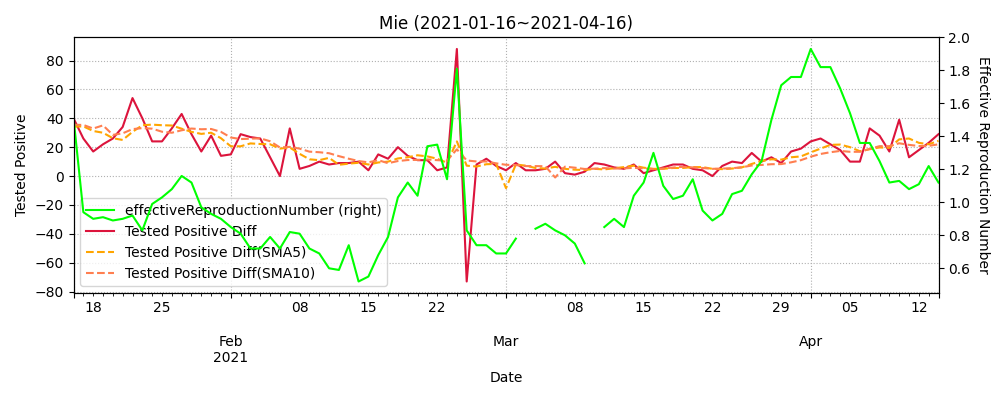 Mie (2021-01-16~2021-04-16)
Tested Positive
80
60
40
20
0
−20
−40
−60
−80
2.0
1.8
1.6
1.4
1.2
1.0
0.8
0.6
Effective Reproduction Number
effectiveReproductionNumber (right)
Tested Positive Diff
Tested Positive Diff(SMA5)
Tested Positive Diff(SMA10)
18 25 08 15 22 08 15 22 05 12
Feb Mar Apr
2021
Date